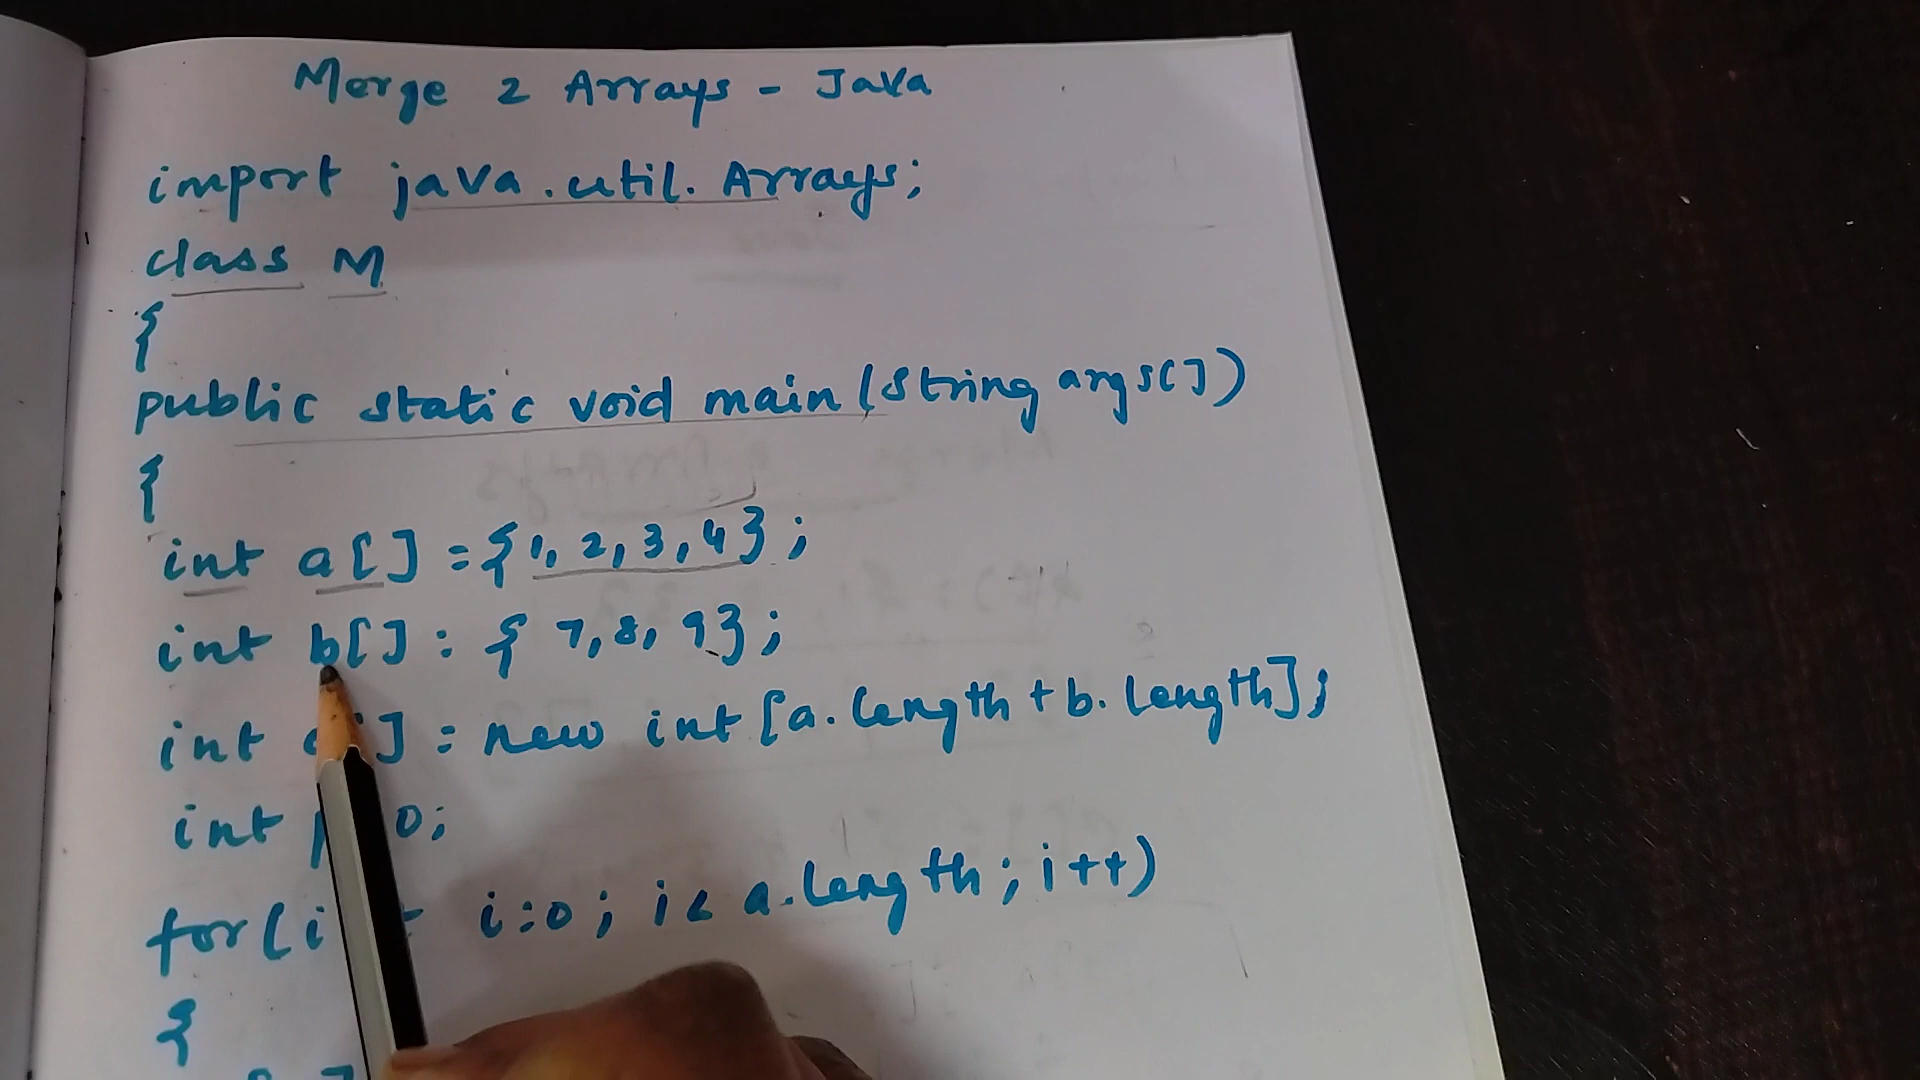 Merge 2 Arrays - Java
import java.util.Arrays;
class M
{
public static void main(String args[])
{
int a[] = {1, 2, 3, 4};
int b[] = { 7, 8, 9};
int ] = new int [a.length + b.length];
int 0;
for(i i=0; i< a.length; i++)
{